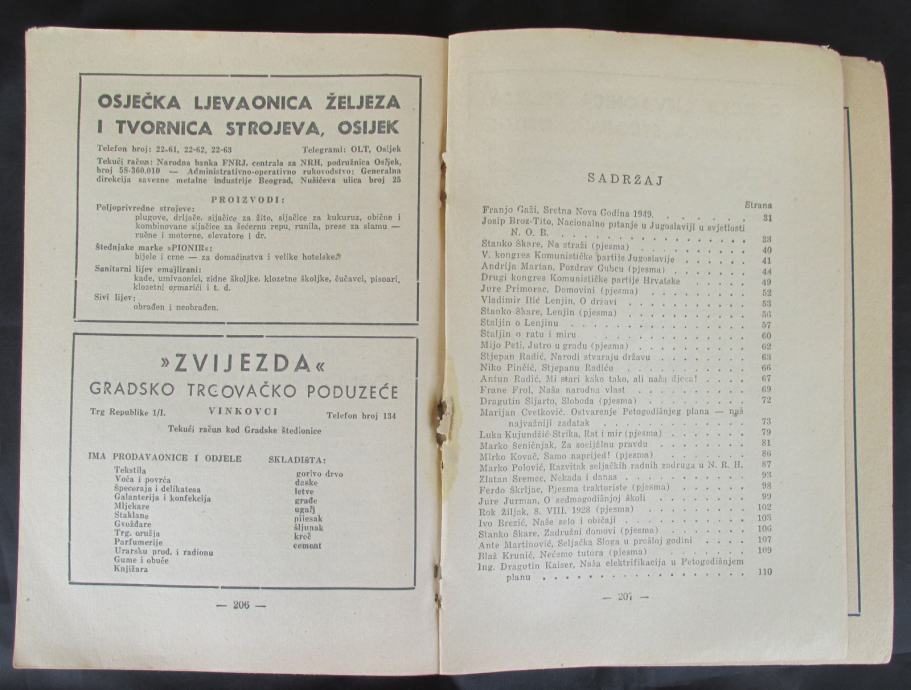 OSJEČKA LJEVAONICA ŽELJEZA
I TVORNICA STROJEVA, OSIJEK
Telefon broj: 22-61, 22-62, 22-63 Telegrami: OLT, Osijek
Tekući račun: Narodna banka FNRJ, centrala za NRH, podružnica Osijek,
broj 58-360.010 — Administrativno-operativno rukovodstvo: Generalna
direkcija savezne metalne industrije Beograd, Nušićeva ulica broj 25
PROIZVODI:
Poljoprivredne strojeve:
plugove, drljače, sijačice za žito, sijačice za kukuruz, obične i
kombinovane sijačice za šećernu repu, runila, prese za slamu —
ručne i motorne, elevatore i dr.
Štednjake marke »PIONIR«:
bijele i crne — za domaćinstva i velike hotelske.
Sanitarni lijev emajlirani:
kade, umivaonici, zidne školjke. klozetne školjke, čučavci, pisoari,
klozetni ormarići i t. d.
Sivi lijev:
obrađen i neobrađen.
»ZVIJEZDA«
GRADSKO TRGOVAČKO PODUZEĆE
Trg Republike 1/I. VINKOVCI Telefon broj 134
Tekući račun kod Gradske štedionice
IMA PRODAVAONICE I ODJELE SKLADIŠTA:
Tekstila gorivo drvo
Voća i povrća daske
Špeceraja i delikatesa letve
Galanterija i konfekcija građe
Mljekare ugalj
Staklane pijesak
Gvožđare šljunak
Trg. oružja kreč
Parfumerije cement
Urarsku prod. i radionu
Gume i obuće
Knjižara
— 206 —
SADRŽAJ
Strana
Franjo Gaži, Sretna Nova Godina 1949. 31
Josip Broz-Tito, Nacionalno pitanje u Jugoslaviji u svjetlosti
N. O. B. 33
Stanko Škare, Na straži (pjesma) 40
V. kongres Komunističke partije Jugoslavije 41
Andrija Marian, Pozdrav Gubcu (pjesma) 44
Drugi kongres Komunističke partije Hrvatske 49
Jure Primorac, Domovini (pjesma) 52
Vladimir Ilić Lenjin, O državi 53
Stanko Škare, Lenjin (pjesma) 56
Staljin o Lenjinu 57
Staljin o ratu i miru 60
Mijo Peti, Jutro u gradu (pjesma) 62
Stjepan Radić, Narodi stvaraju državu 63
Niko Pinčić, Stjepanu Radiću 66
Antun Radić, Mi stari kako tako, ali naša djeca! 67
Frane Frol, Naša narodna vlast 69
Dragutin Sijarto, Sloboda (pjesma) 72
Marijan Cvetković, Ostvarenje Petogodišnjeg plana — naš
najvažniji zadatak 73
Luka Kujundžić-Strika, Rat i mir (pjesma) 79
Marko Šeničnjak, Za socijalnu pravdu 81
Mirko Kovač, Samo naprijed! (pjesma) 86
Marko Polović, Razvitak seljačkih radnih zadruga u N. R. H. 87
Zlatan Sremec, Nekada i danas 93
Ferdo Škrljac, Pjesma traktoriste (pjesma) 98
Jure Jurman, O sedmogodišnjoj školi 99
Rok Žiljak, 8. VIII. 1928 (pjesma) 102
Ivo Brezić, Naše selo i običaji 103
Stanko Škare, Zadružni domovi (pjesma) 106
Ante Martinović, Seljačka Sloga u prošloj godini 107
Blaž Krunić, Nećemo tutora (pjesma) 109
Ing. Dragutin Kaiser, Naša elektrifikacija u Petogodišnjem
planu 110
— 207 —